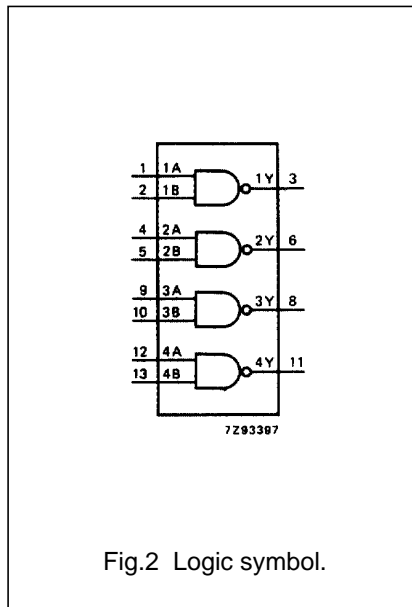 1 1A 1Y 3
2 1B
4 2A 2Y 6
5 2B
9 3A 3Y 8
10 3B
12 4A 4Y 11
13 4B
7Z93397
Fig.2 Logic symbol.